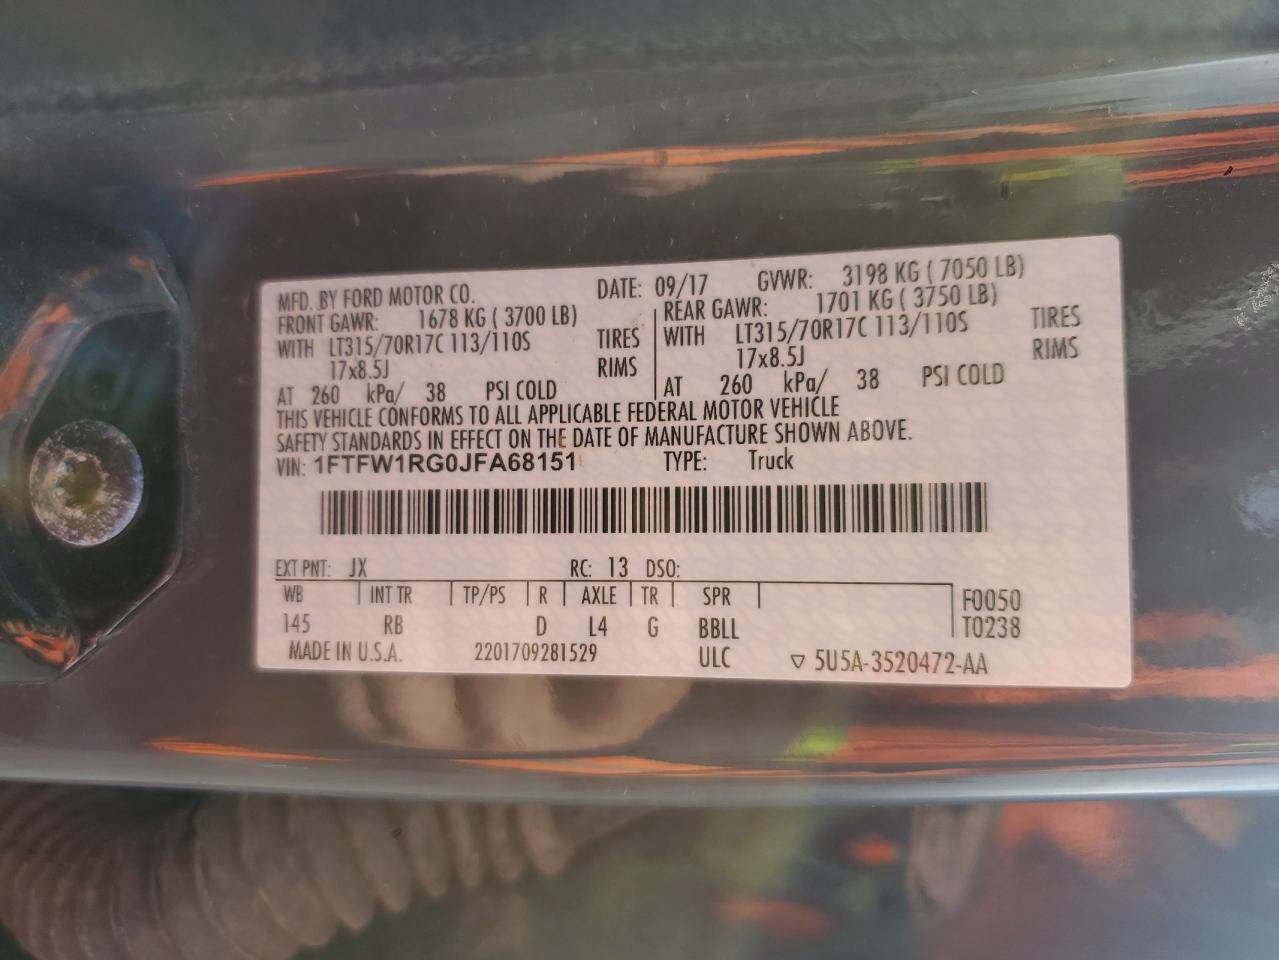 MFD. BY FORD MOTOR CO. DATE: 09/17 GVWR: 3198 KG ( 7050 LB)
FRONT GAWR: 1678 KG ( 3700 LB) REAR GAWR: 1701 KG ( 3750 LB)
WITH LT315/70R17C 113/110S TIRES WITH LT315/70R17C 113/110S TIRES
17x8.5J RIMS 17x8.5J RIMS
AT 260 kPa/ 38 PSI COLD AT 260 kPa/ 38 PSI COLD
THIS VEHICLE CONFORMS TO ALL APPLICABLE FEDERAL MOTOR VEHICLE
SAFETY STANDARDS IN EFFECT ON THE DATE OF MANUFACTURE SHOWN ABOVE.
VIN: 1FTFW1RG0JFA68151 TYPE: Truck
EXT PNT: JX RC: 13 DSO:
WB INT TR TP/PS R AXLE TR SPR F0050
145 RB D L4 G BBLL T0238
MADE IN U.S.A. 2201709281529 ULC ▽ 5U5A-3520472-AA